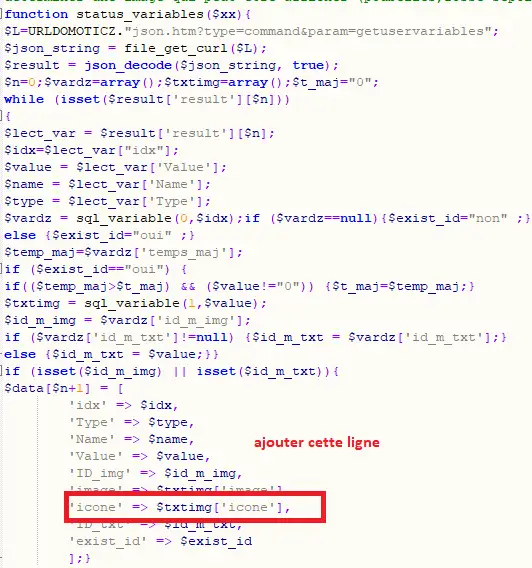 function status_variables($xx){
$L=URLDOMOTICZ."json.htm?type=command&param=getuservariables";
$json_string = file_get_curl($L);
$result = json_decode($json_string, true);
$n=0;$vardz=array();$txtimg=array();$t_maj="0";
while (isset($result['result'][$n]))
{
$lect_var = $result['result'][$n];
$idx=$lect_var["idx"];
$value = $lect_var['Value'];
$name = $lect_var['Name'];
$type = $lect_var['Type'];
$vardz = sql_variable(0,$idx);if ($vardz==null){$exist_id="non" ;}
else {$exist_id="oui" ;}
$temp_maj=$vardz['temps_maj'];
if ($exist_id=="oui") {
if(($temp_maj>$t_maj) && ($value!="0")) {$t_maj=$temp_maj;}
$txtimg = sql_variable(1,$value);
$id_m_img = $vardz['id_m_img'];
if ($vardz['id_m_txt']!=null) {$id_m_txt = $vardz['id_m_txt'];}
else {$id_m_txt = $value;}}
if (isset($id_m_img) || isset($id_m_txt)){
$data[$n+1] = [
'idx' => $idx,
'Type' => $type,
'Name' => $name,
ajouter cette ligne
'Value' => $value,
'ID_img' => $id_m_img,
'image' => $txtimg['image'],
'icone' => $txtimg['icone'],
'ID_txt' => $id_m_txt,
'exist_id' => $exist_id
];}